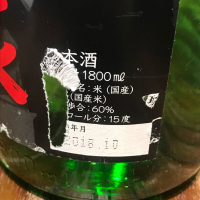 本酒
1800ml
名：米（国産）
（国産米）
歩合：60%
コール分：15度
年月
2018.10